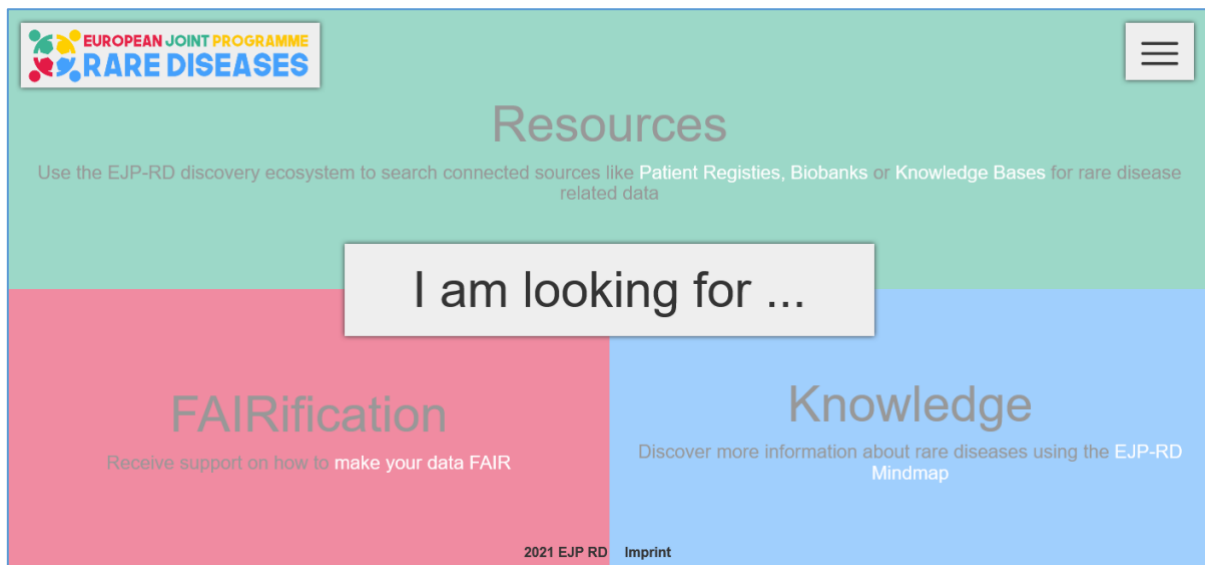 EUROPEAN JOINT PROGRAMME
RARE DISEASES
Resources
Use the EJP-RD discovery ecosystem to search connected sources like Patient Registies, Biobanks or Knowledge Bases for rare disease
related data
I am looking for ...
FAIRification
Receive support on how to make your data FAIR
Knowledge
Discover more information about rare diseases using the EJP-RD
Mindmap
2021 EJP RD Imprint